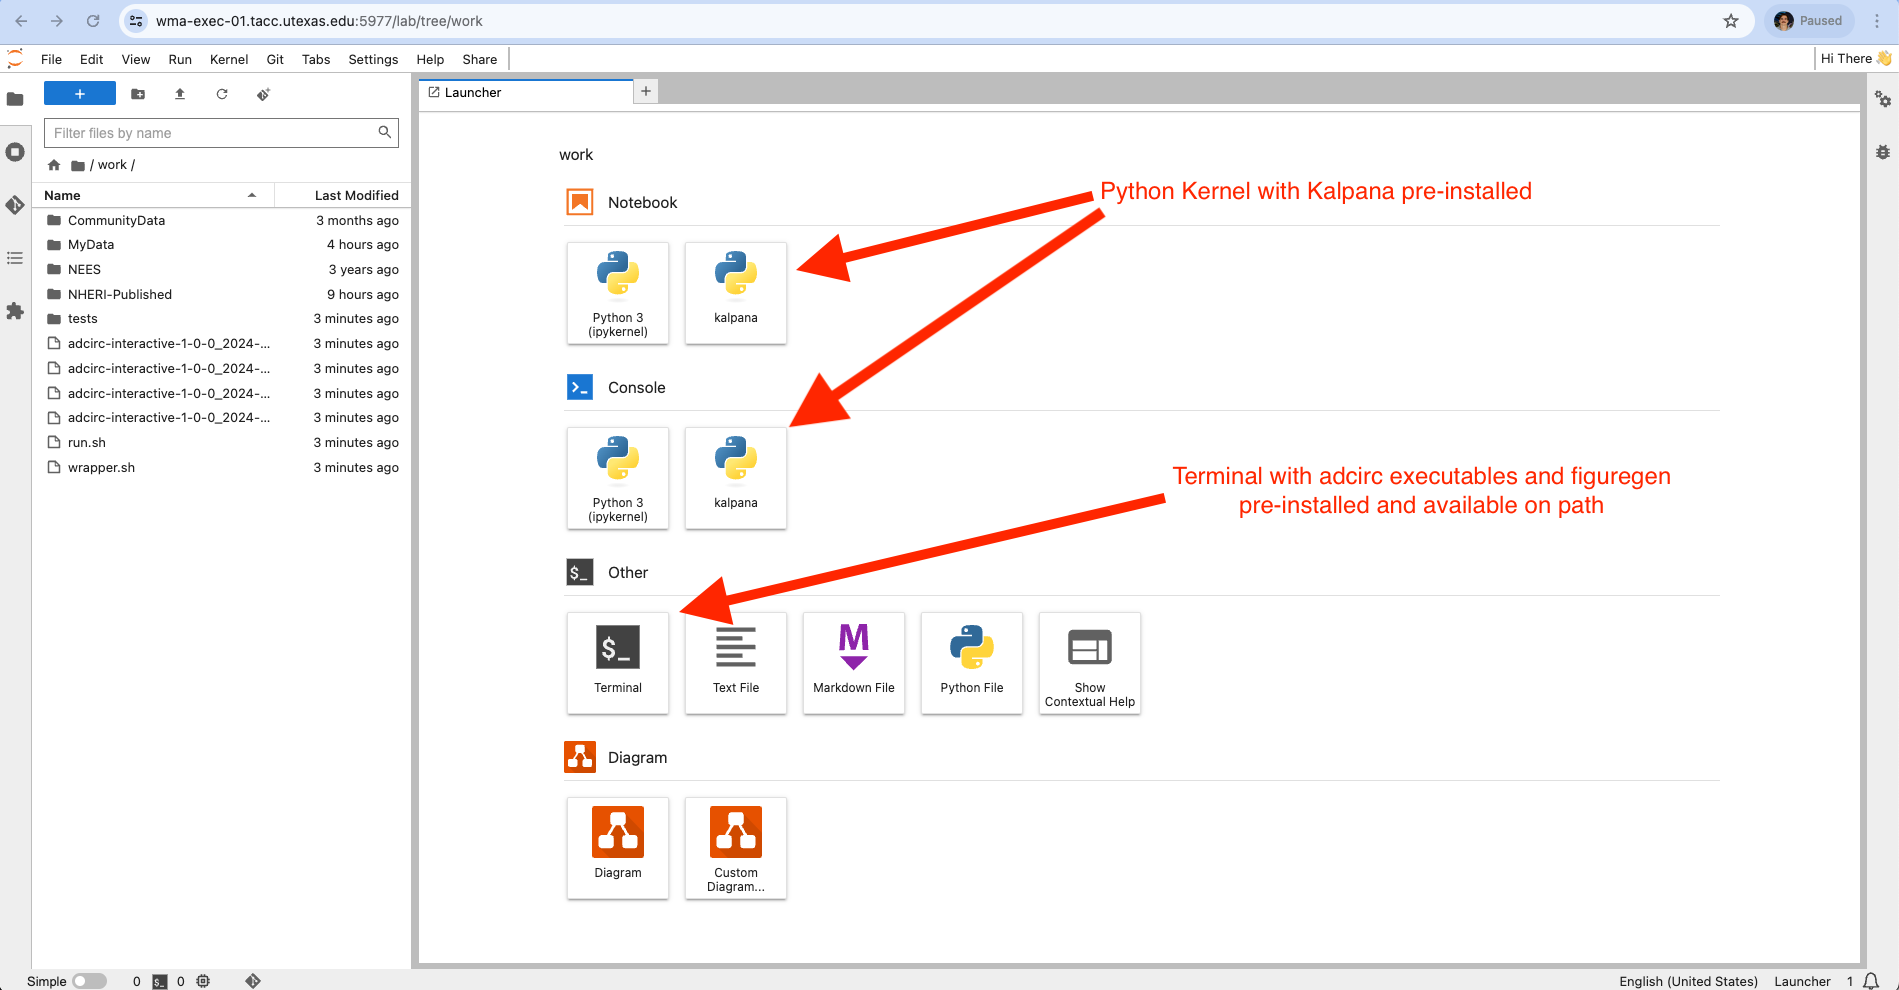 wma-exec-01.tacc.utexas.edu:5977/lab/tree/work
Paused
File Edit View Run Kernel Git Tabs Settings Help Share
Hi There 👋
+
Launcher
+
Filter files by name
/ work /
Name Last Modified
CommunityData 3 months ago
MyData 4 hours ago
NEES 3 years ago
NHERI-Published 9 hours ago
tests 3 minutes ago
adcirc-interactive-1-0-0_2024-... 3 minutes ago
adcirc-interactive-1-0-0_2024-... 3 minutes ago
adcirc-interactive-1-0-0_2024-... 3 minutes ago
adcirc-interactive-1-0-0_2024-... 3 minutes ago
run.sh 3 minutes ago
wrapper.sh 3 minutes ago
work
Python Kernel with Kalpana pre-installed
Notebook
Python 3
(ipykernel)
kalpana
Console
Python 3
(ipykernel)
kalpana
Terminal with adcirc executables and figuregen
pre-installed and available on path
$_ Other
$_
Terminal
Text File
M
Markdown File
Python File
Show
Contextual Help
Diagram
Diagram
Custom
Diagram...
Simple 0 $_ 0
English (United States) Launcher 1